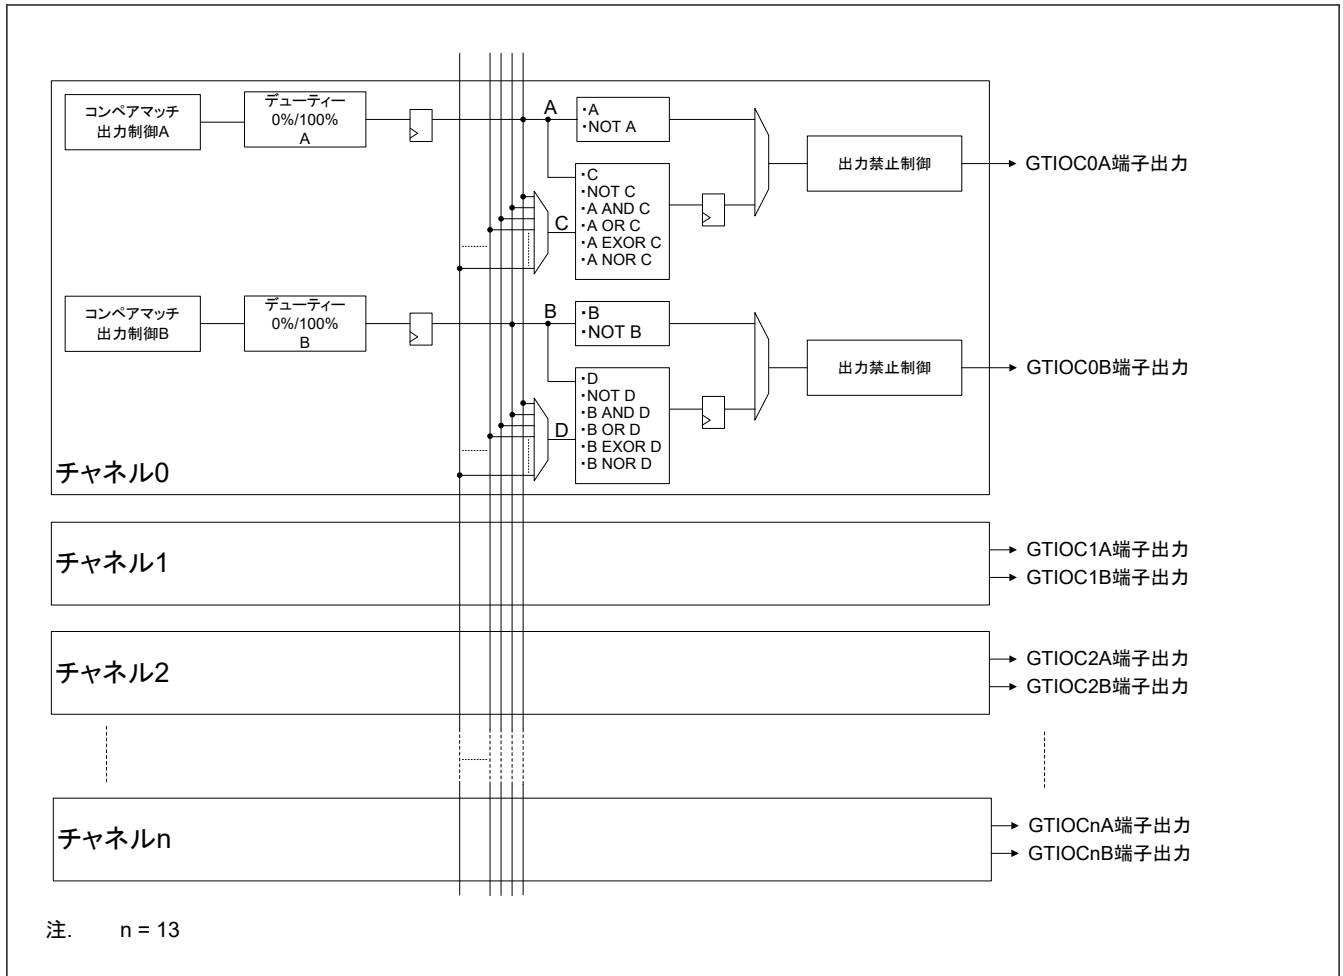 コンペアマッチ
出力制御A
デューティー
0%/100%
A
A
・A
・NOT A
出力禁止制御
GTIOC0A端子出力
C
・C
・NOT C
・A AND C
・A OR C
・A EXOR C
・A NOR C
コンペアマッチ
出力制御B
デューティー
0%/100%
B
B
・B
・NOT B
出力禁止制御
GTIOC0B端子出力
D
・D
・NOT D
・B AND D
・B OR D
・B EXOR D
・B NOR D
チャネル0
チャネル1
GTIOC1A端子出力
GTIOC1B端子出力
チャネル2
GTIOC2A端子出力
GTIOC2B端子出力
チャネルn
GTIOCnA端子出力
GTIOCnB端子出力
注. n = 13